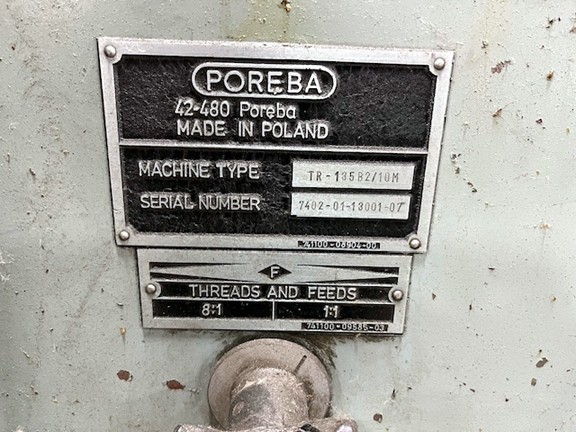 PORĘBA
42-480 Poręba
MADE IN POLAND
MACHINE TYPE TR-135B2/10M
SERIAL NUMBER 7402-01-13001-07
741100-08904-00
F
THREADS AND FEEDS
8:1 1:1
741100-09585-03